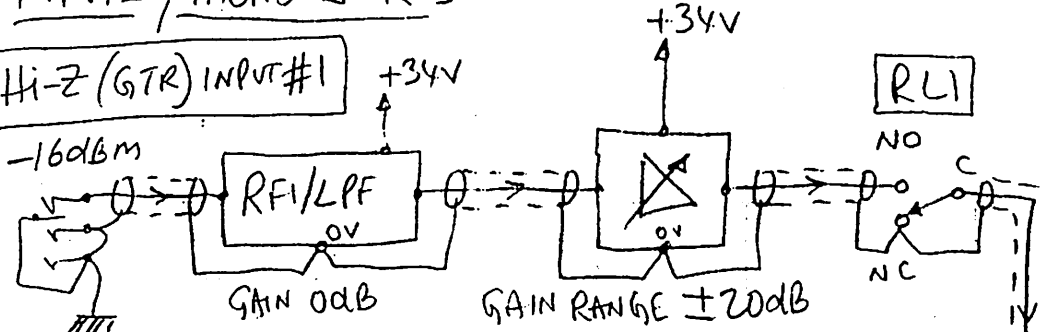 +34V
Hi-Z (GTR) INPUT #1
+34V
RL1
-16dBm
NO
C
RFI/LPF
0V
0V
NC
GAIN 0dB
GAIN RANGE ±20dB